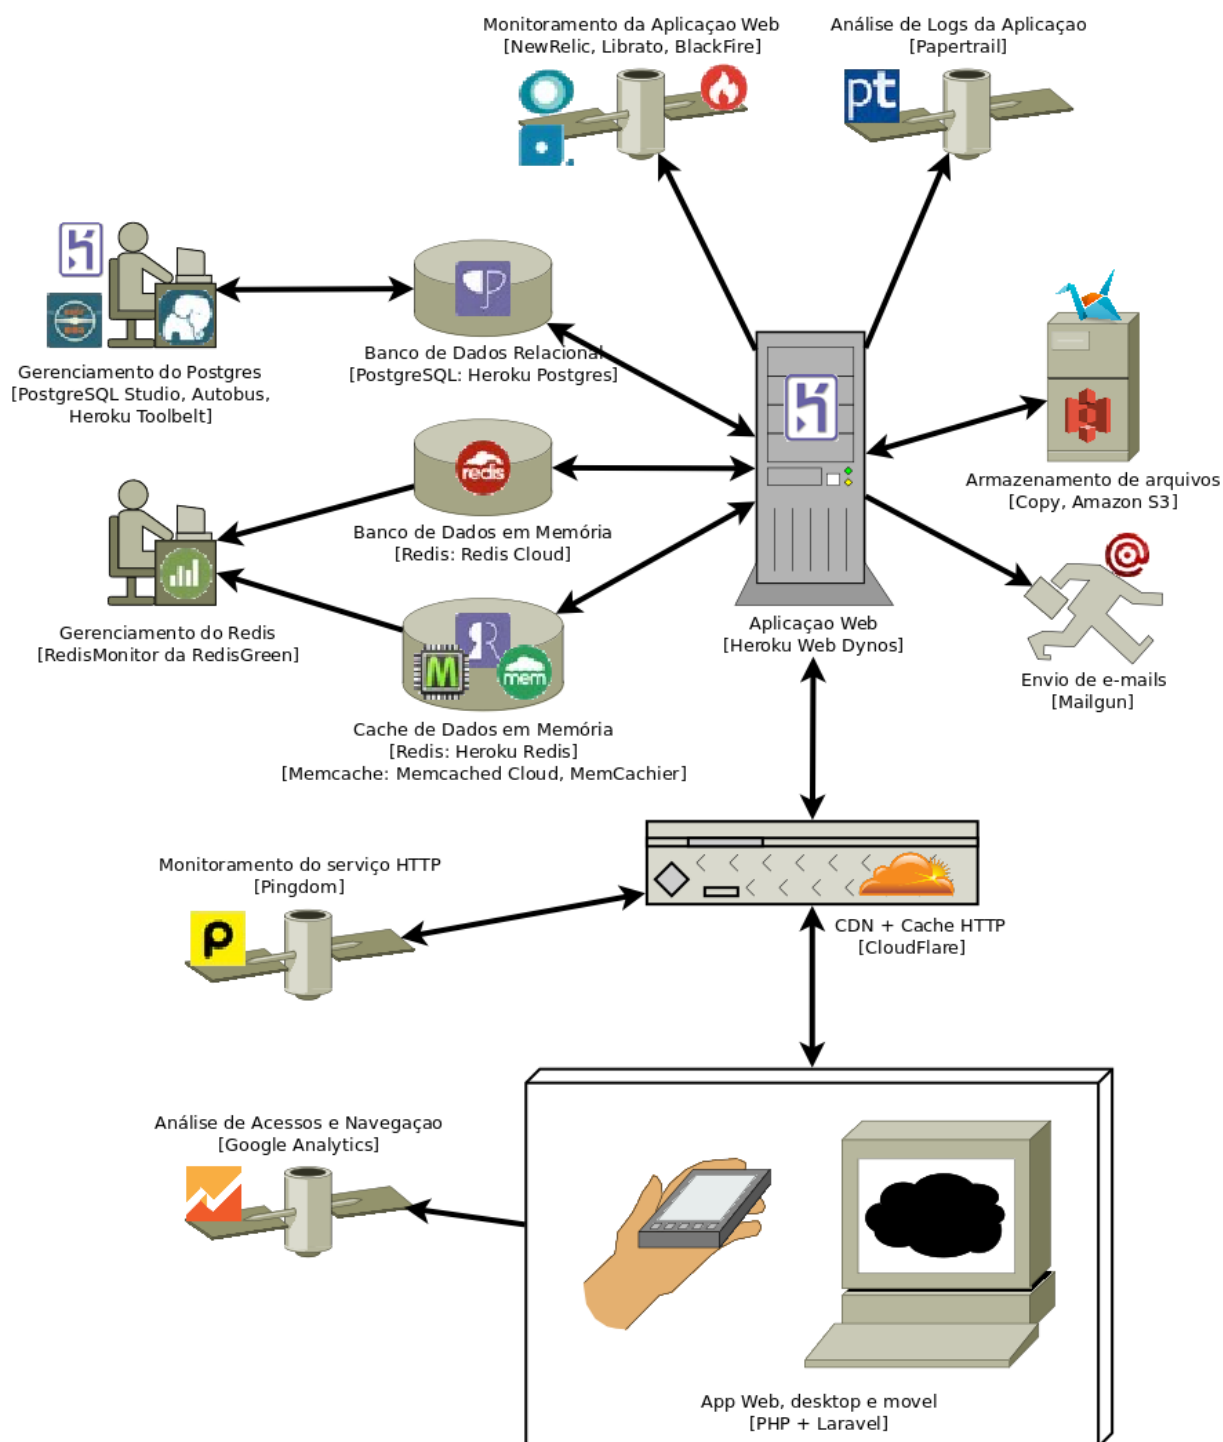 Monitoramento da Aplicaçao Web
[NewRelic, Librato, BlackFire]
Análise de Logs da Aplicaçao
[Papertrail]
pt
Banco de Dados Relacional
[PostgreSQL: Heroku Postgres]
Gerenciamento do Postgres
[PostgreSQL Studio, Autobus,
Heroku Toolbelt]
redis
Armazenamento de arquivos
[Copy, Amazon S3]
Banco de Dados em Memória
[Redis: Redis Cloud]
Gerenciamento do Redis
[RedisMonitor da RedisGreen]
Aplicaçao Web
[Heroku Web Dynos]
R
M
mem
@
Envio de e-mails
[Mailgun]
Cache de Dados em Memória
[Redis: Heroku Redis]
[Memcache: Memcached Cloud, MemCachier]
Monitoramento do serviço HTTP
[Pingdom]
p
CDN + Cache HTTP
[CloudFlare]
Análise de Acessos e Navegaçao
[Google Analytics]
App Web, desktop e movel
[PHP + Laravel]